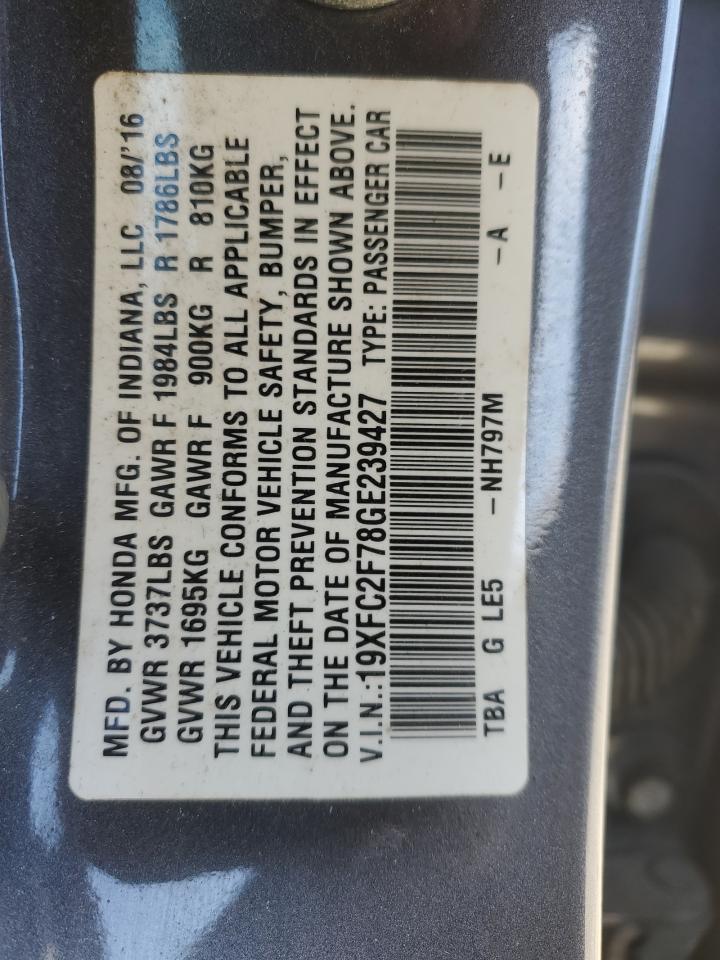 MFD. BY HONDA MFG. OF INDIANA, LLC 08/'16
GVWR 3737LBS GAWR F 1984LBS R 1786LBS
GVWR 1695KG GAWR F 900KG R 810KG
THIS VEHICLE CONFORMS TO ALL APPLICABLE
FEDERAL MOTOR VEHICLE SAFETY, BUMPER,
AND THEFT PREVENTION STANDARDS IN EFFECT
ON THE DATE OF MANUFACTURE SHOWN ABOVE.
V.I.N.:19XFC2F78GE239427 TYPE: PASSENGER CAR
TBA G LE5 -NH797M -A -E